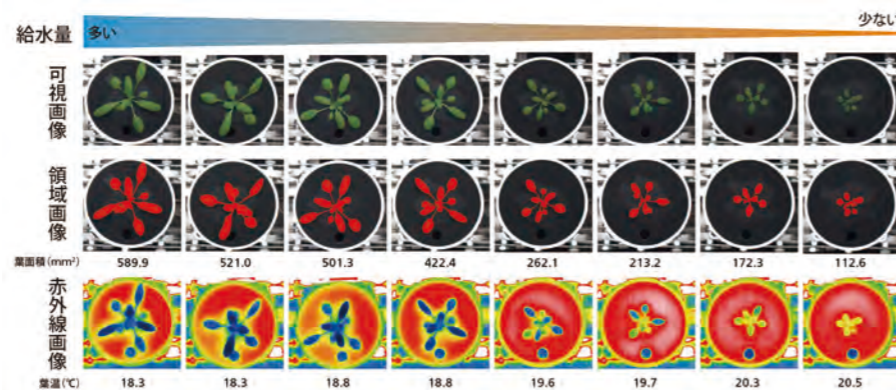 給水量 多い 少ない
可視画像
領域画像
葉面積(mm²) 589.9 521.0 501.3 422.4 262.1 213.2 172.3 112.6
赤外線画像
葉温(℃) 18.3 18.3 18.8 18.8 19.6 19.7 20.3 20.5